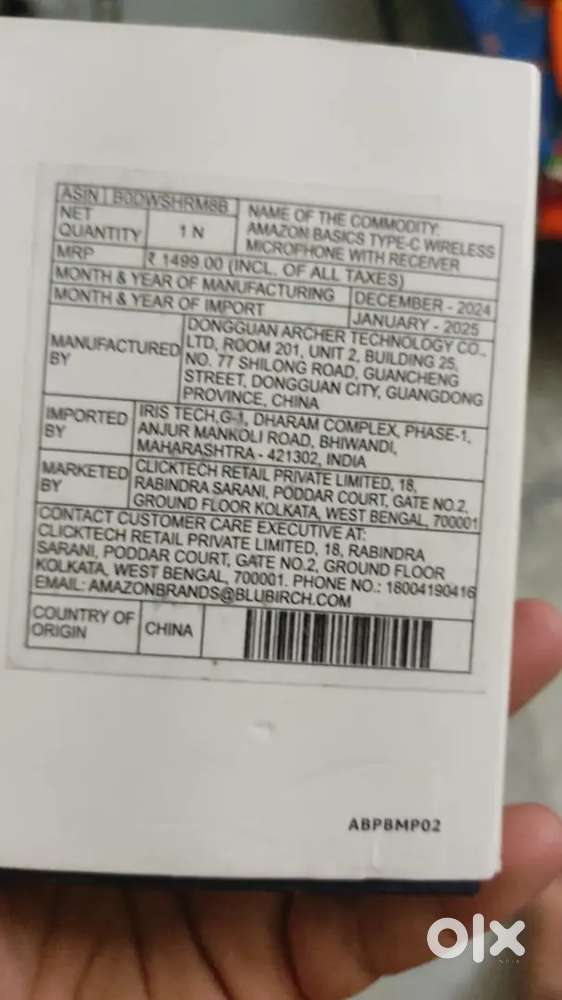 ASIN B0DWSHRM8B
NET
QUANTITY
1 N
NAME OF THE COMMODITY:
AMAZON BASICS TYPE-C WIRELESS
MICROPHONE WITH RECEIVER
MRP
₹ 1499.00 (INCL. OF ALL TAXES)
MONTH & YEAR OF MANUFACTURING DECEMBER - 2024
MONTH & YEAR OF IMPORT JANUARY - 2025
MANUFACTURED
BY
DONGGUAN ARCHER TECHNOLOGY CO.,
LTD, ROOM 201, UNIT 2, BUILDING 25,
NO. 77 SHILONG ROAD, GUANCHENG
STREET, DONGGUAN CITY, GUANGDONG
PROVINCE, CHINA
IMPORTED
BY
IRIS TECH,G-1, DHARAM COMPLEX, PHASE-1,
ANJUR MANKOLI ROAD, BHIWANDI,
MAHARASHTRA - 421302, INDIA
MARKETED
BY
CLICKTECH RETAIL PRIVATE LIMITED, 18,
RABINDRA SARANI, PODDAR COURT, GATE NO.2,
GROUND FLOOR KOLKATA, WEST BENGAL, 700001
CONTACT CUSTOMER CARE EXECUTIVE AT:
CLICKTECH RETAIL PRIVATE LIMITED, 18, RABINDRA
SARANI, PODDAR COURT, GATE NO.2, GROUND FLOOR
KOLKATA, WEST BENGAL, 700001. PHONE NO.: 18004190416
EMAIL: AMAZONBRANDS@BLUBIRCH.COM
COUNTRY OF
ORIGIN
CHINA
ABPBMP02
olx
INDIA